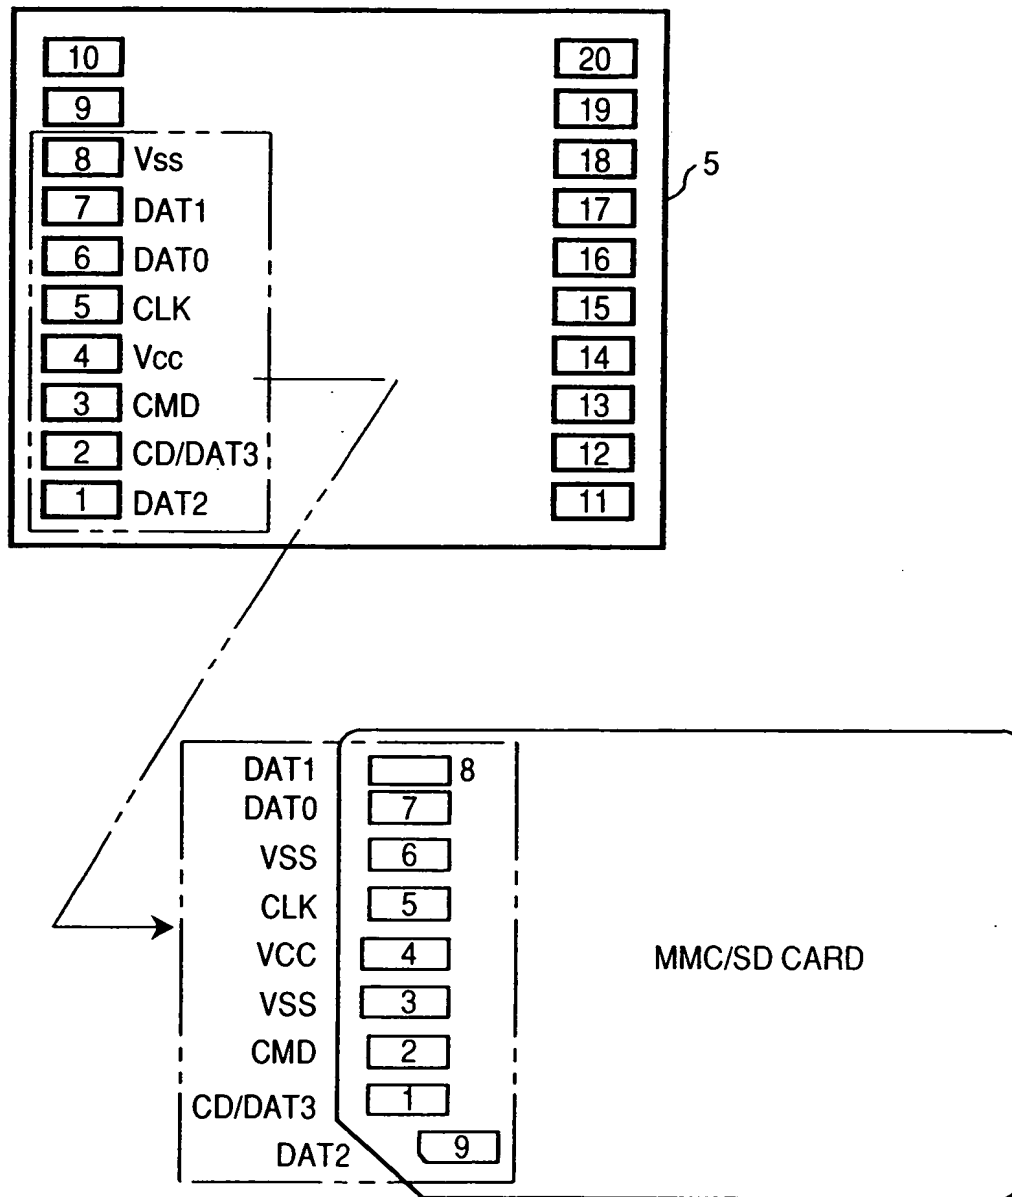 10 20
9 19
8 Vss 18
5
7 DAT1 17
6 DAT0 16
5 CLK 15
4 Vcc 14
3 CMD 13
2 CD/DAT3 12
1 DAT2 11
DAT1 8
DAT0 7
VSS 6
CLK 5
VCC 4
MMC/SD CARD
VSS 3
CMD 2
CD/DAT3 1
DAT2 9